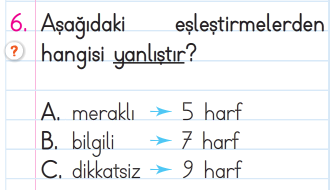 6. Aşağıdaki eşleştirmelerden
? hangisi yanlıştır?
A. meraklı ➛ 5 harf
B. bilgili ➛ 7 harf
C. dikkatsiz ➛ 9 harf